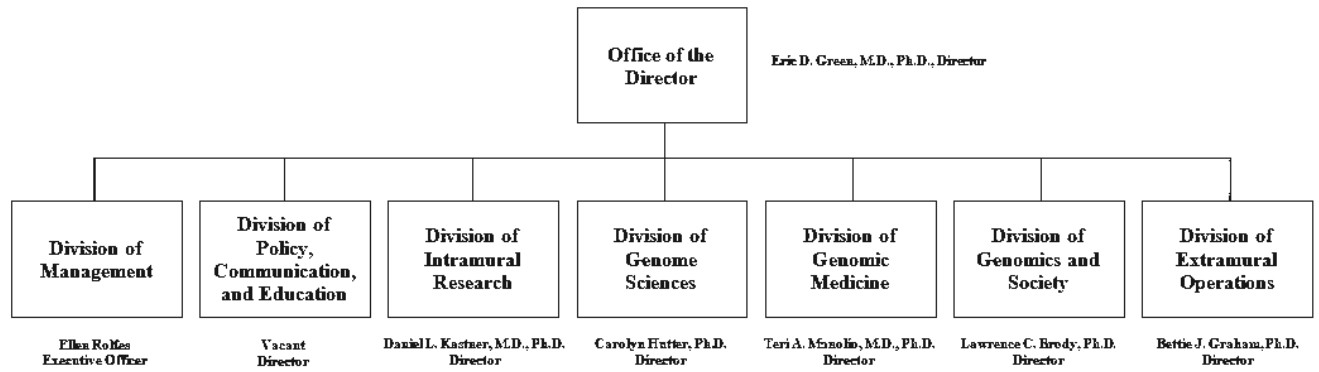 Office of the
Director
Eric D. Green, M.D., Ph.D., Director
Division of
Management
Division of
Policy,
Communication,
and Education
Division of
Intramural
Research
Division of
Genome
Sciences
Division of
Genomic
Medicine
Division of
Genomics and
Society
Division of
Extramural
Operations
Ellen Rolfes
Executive Officer
Vacant
Director
Daniel L. Kastner, M.D., Ph.D.
Director
Carolyn Hutter, Ph.D.
Director
Teri A. Manolio, M.D., Ph.D.
Director
Lawrence C. Brody, Ph.D.
Director
Bettie J. Graham, Ph.D.
Director